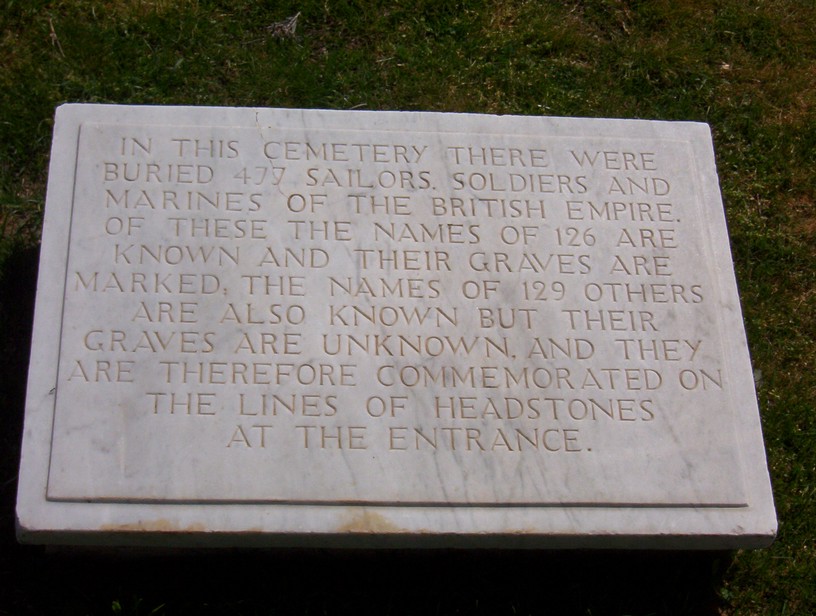 IN THIS CEMETERY THERE WERE
BURIED 477 SAILORS. SOLDIERS AND
MARINES OF THE BRITISH EMPIRE.
OF THESE THE NAMES OF 126 ARE
KNOWN AND THEIR GRAVES ARE
MARKED; THE NAMES OF 129 OTHERS
ARE ALSO KNOWN BUT THEIR
GRAVES ARE UNKNOWN, AND THEY
ARE THEREFORE COMMEMORATED ON
THE LINES OF HEADSTONES
AT THE ENTRANCE.